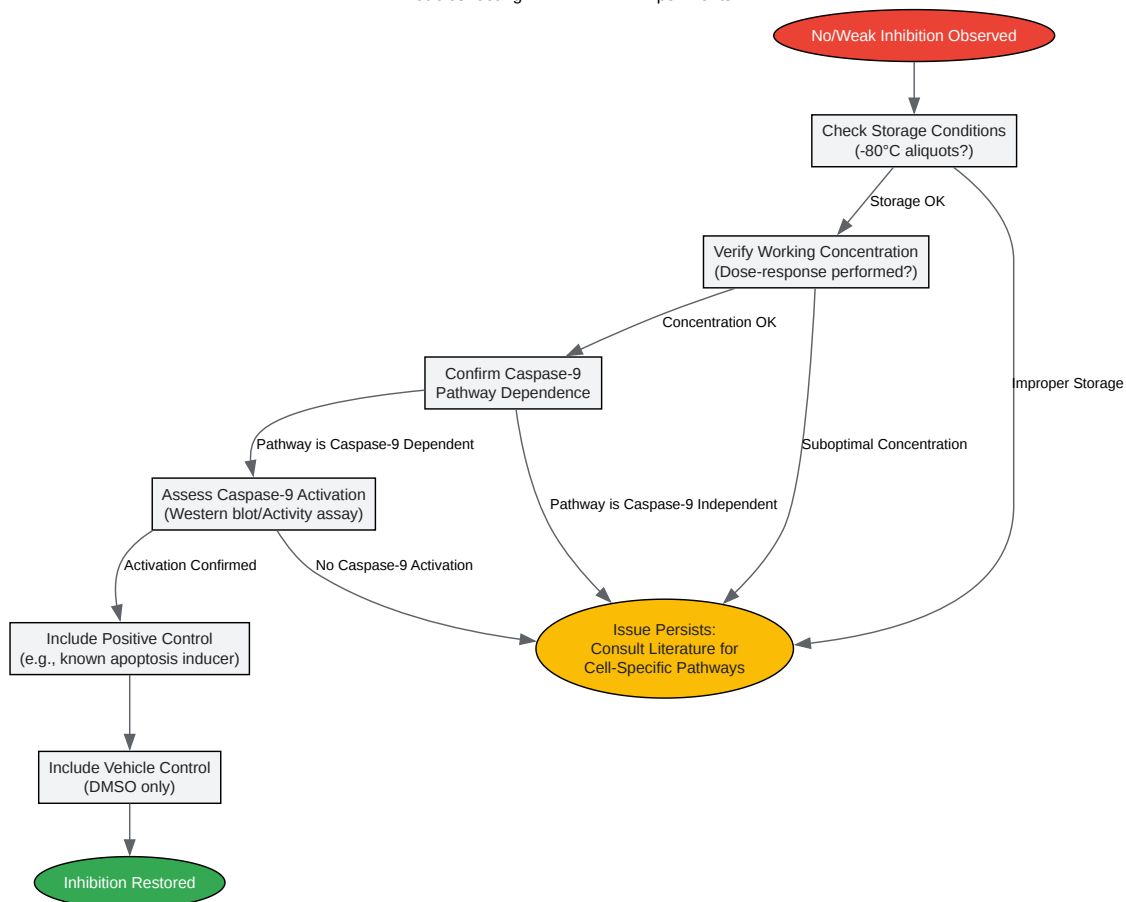 No/Weak Inhibition Observed
Check Storage Conditions
(-80°C aliquots?)
Storage OK
Verify Working Concentration
(Dose-response performed?)
Concentration OK
Confirm Caspase-9
Pathway Dependence
Improper Storage
Pathway is Caspase-9 Dependent
Suboptimal Concentration
Assess Caspase-9 Activation
(Western blot/Activity assay)
Pathway is Caspase-9 Independent
Activation Confirmed
No Caspase-9 Activation
Include Positive Control
(e.g., known apoptosis inducer)
Issue Persists:
Consult Literature for
Cell-Specific Pathways
Include Vehicle Control
(DMSO only)
Inhibition Restored